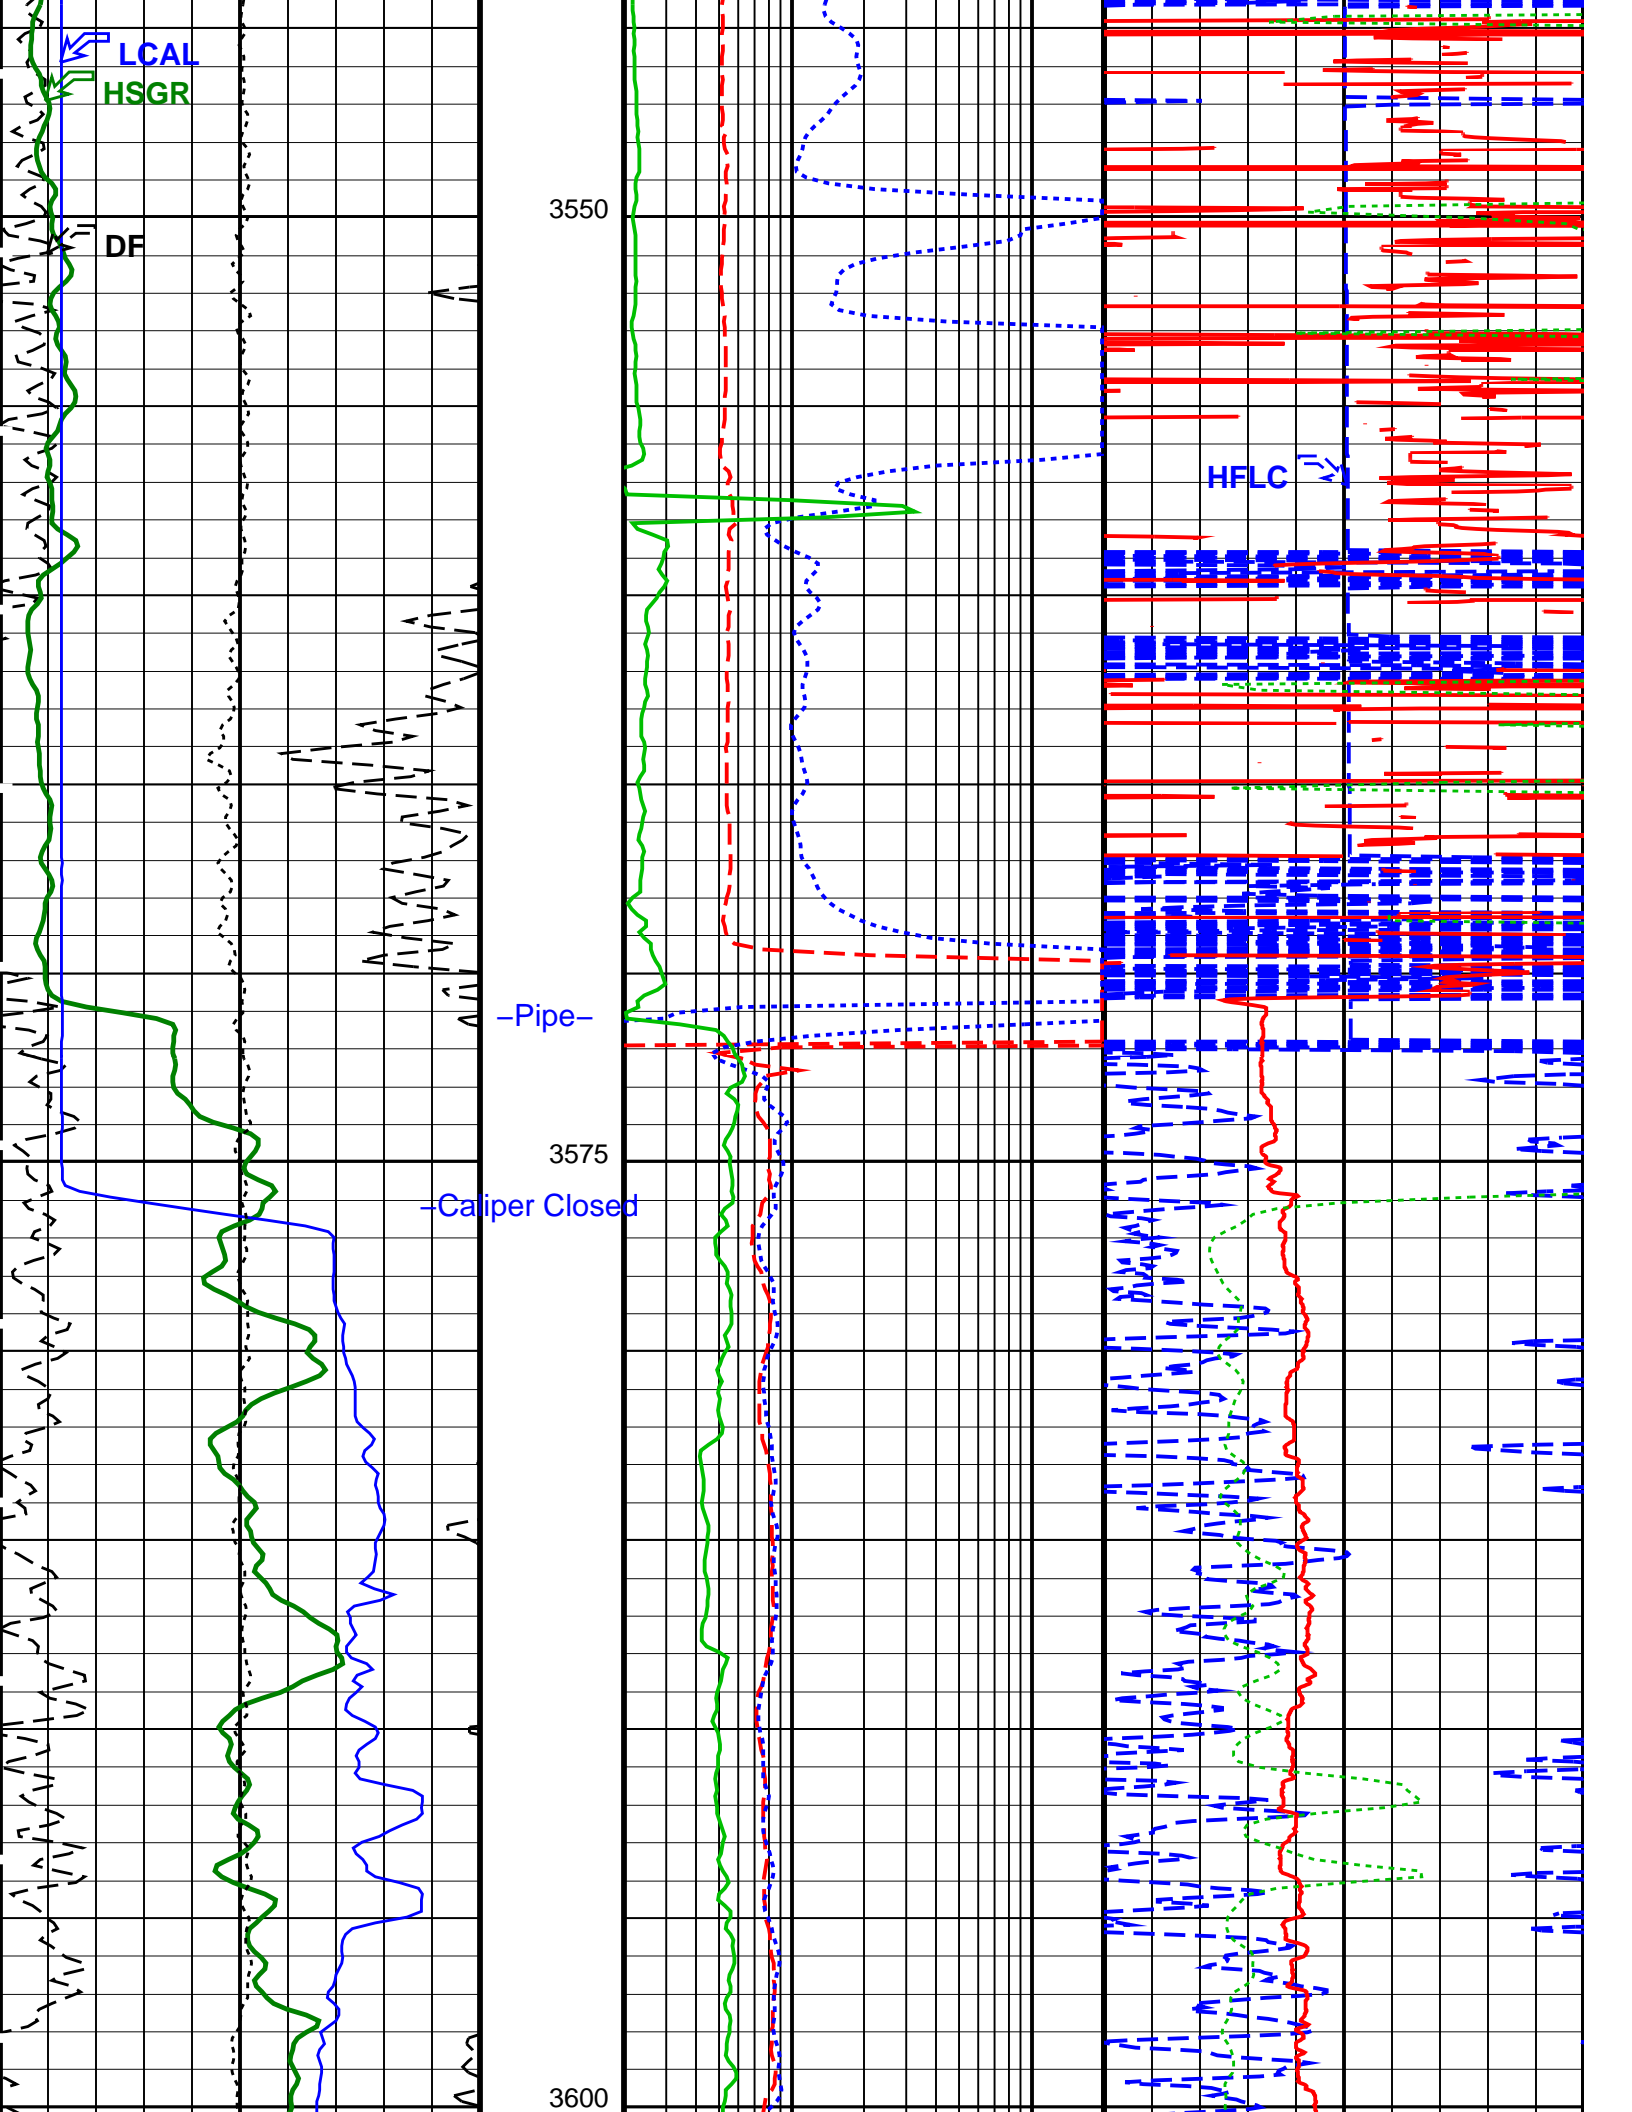 LCAL
HSGR
3550
DF
HFLC
–Pipe–
3575
–Caliper Closed
3600